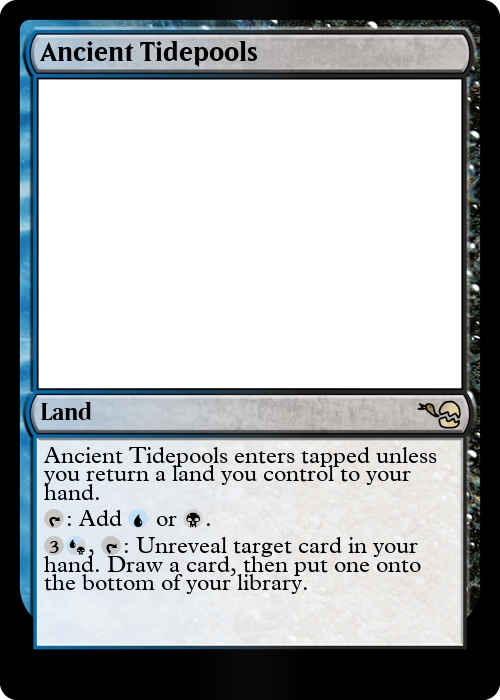 Ancient Tidepools
Land
Ancient Tidepools enters tapped unless
you return a land you control to your
hand.
: Add or .
3 , : Unreveal target card in your
hand. Draw a card, then put one onto
the bottom of your library.